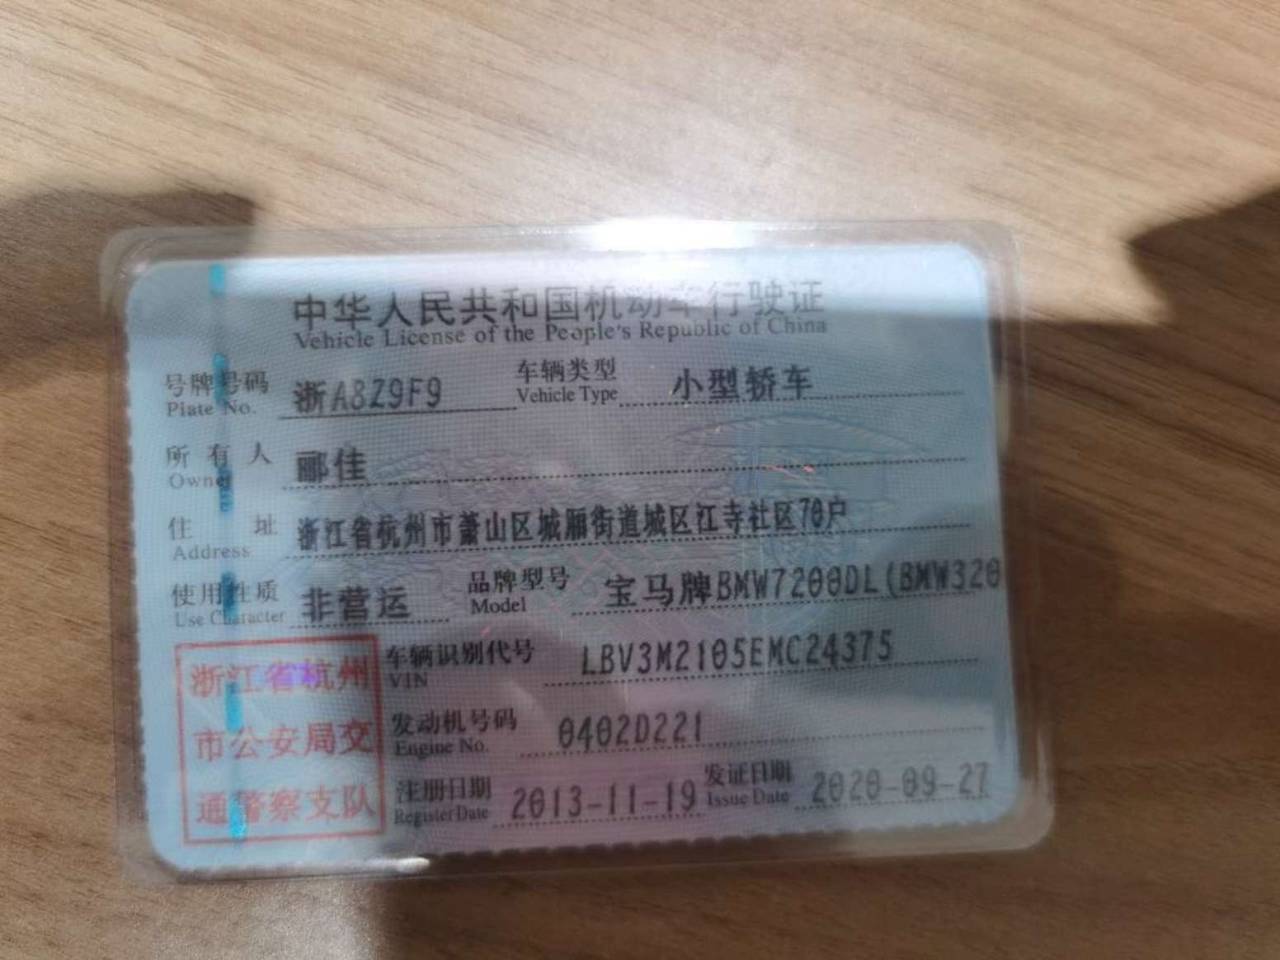 中华人民共和国机动车行驶证
Vehicle License of the People's Republic of China
号牌号码 浙A8Z9F9 车辆类型 小型轿车
Plate No. Vehicle Type
所有人 郦佳
Owner
住址 浙江省杭州市萧山区城厢街道城区江寺社区70户
Address
使用性质 非营运 品牌型号 宝马牌BMW7200DL(BMW320
Use Character Model
浙江省杭州 车辆识别代号 LBV3M2105EMC24375
VIN
市公安局交 发动机号码 0402D221
Engine No.
通警察支队 注册日期 2013-11-19 发证日期 2020-09-27
Register Date Issue Date